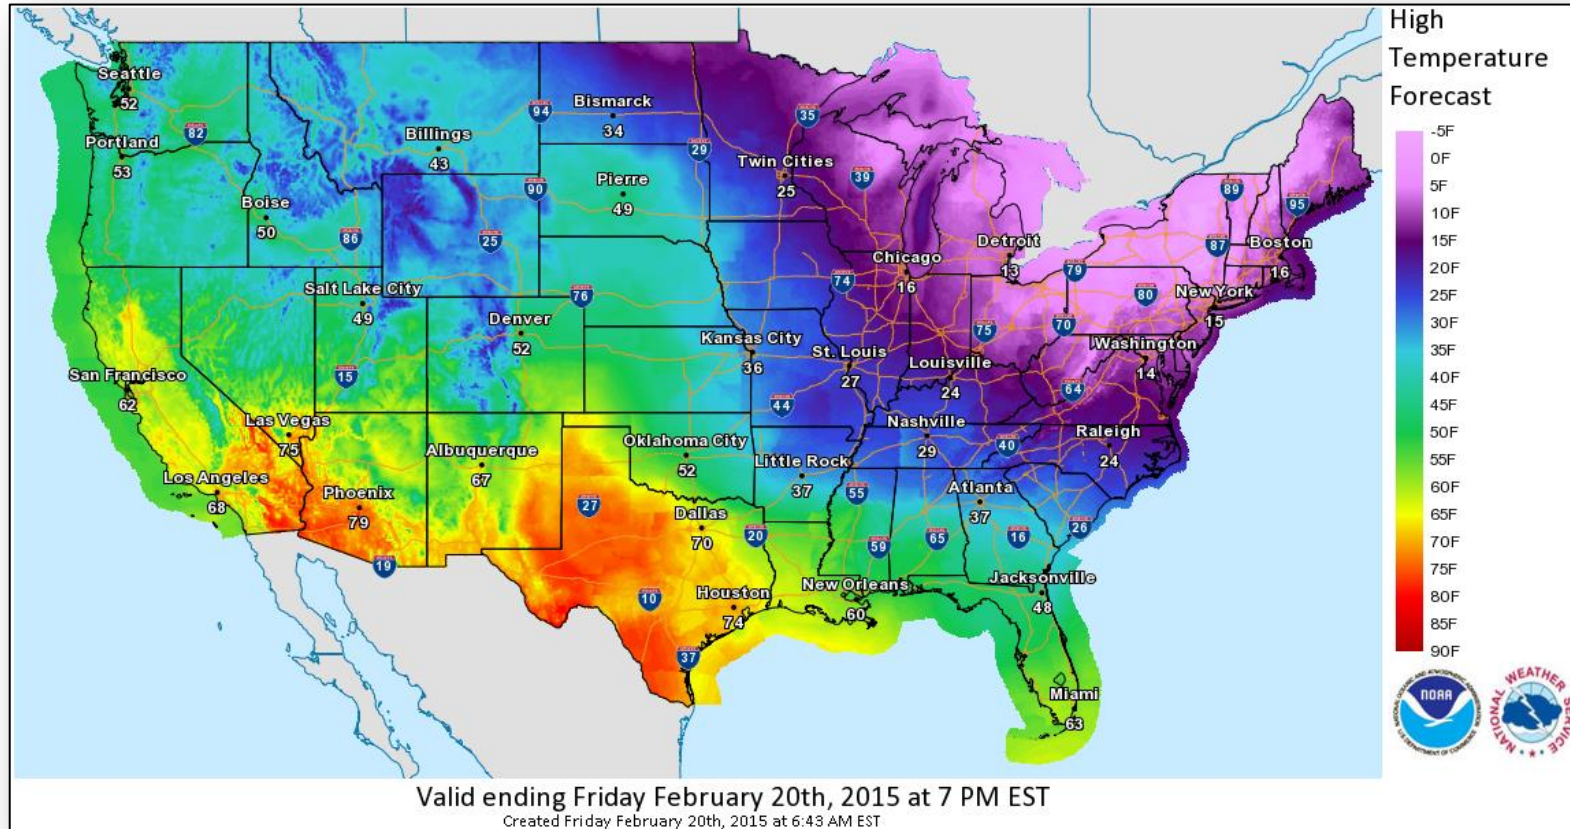 High
Temperature
Forecast
-5F
0F
5F
10F
15F
20F
25F
30F
35F
40F
45F
50F
55F
60F
65F
70F
75F
80F
85F
90F
Seattle
52
82
Portland
53
Boise
50
86
Billings
43
94
Bismarck
34
29
90
Pierre
49
25
35
Twin Cities
25
39
89
95
87
Boston
16
Detroit
13
Chicago
16
79
80
New York
15
74
75
70
Washington
14
Salt Lake City
49
15
76
Denver
52
Kansas City
36
St. Louis
27
Louisville
24
64
San Francisco
62
Las Vegas
75
Los Angeles
68
Phoenix
79
19
Albuquerque
67
Oklahoma City
52
44
Nashville
29
40
Raleigh
24
Little Rock
37
55
Atlanta
37
27
Dallas
70
20
59
65
16
26
10
Houston
74
37
New Orleans
60
Jacksonville
48
Miami
63
NOAA
NATIONAL OCEANIC AND ATMOSPHERIC ADMINISTRATION
U.S. DEPARTMENT OF COMMERCE
NATIONAL WEATHER SERVICE
Valid ending Friday February 20th, 2015 at 7 PM EST
Created Friday February 20th, 2015 at 6:43 AM EST